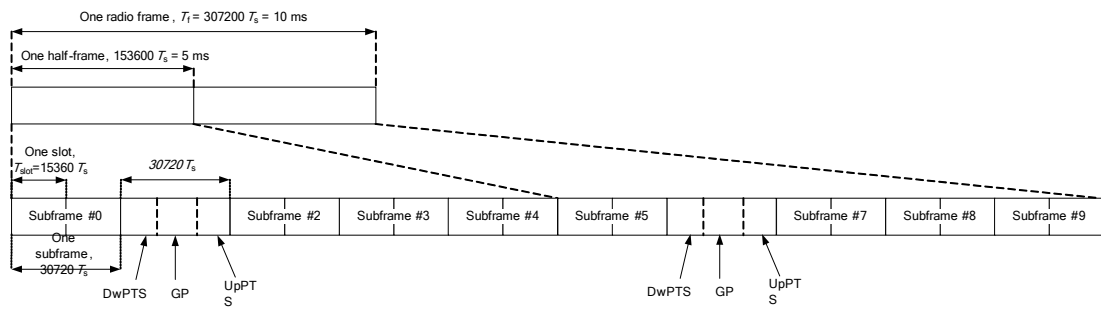 One radio frame , Tf = 307200 Ts = 10 ms
One half-frame , 153600 Ts = 5 ms
One slot,
Tslot=15360 Ts
30720 Ts
Subframe #0
Subframe #2
Subframe #3
Subframe #4
Subframe #5
Subframe #7
Subframe #8
Subframe #9
One
subframe ,
30720 Ts
DwPTS
GP
UpPT
S
DwPTS
GP
UpPT
S